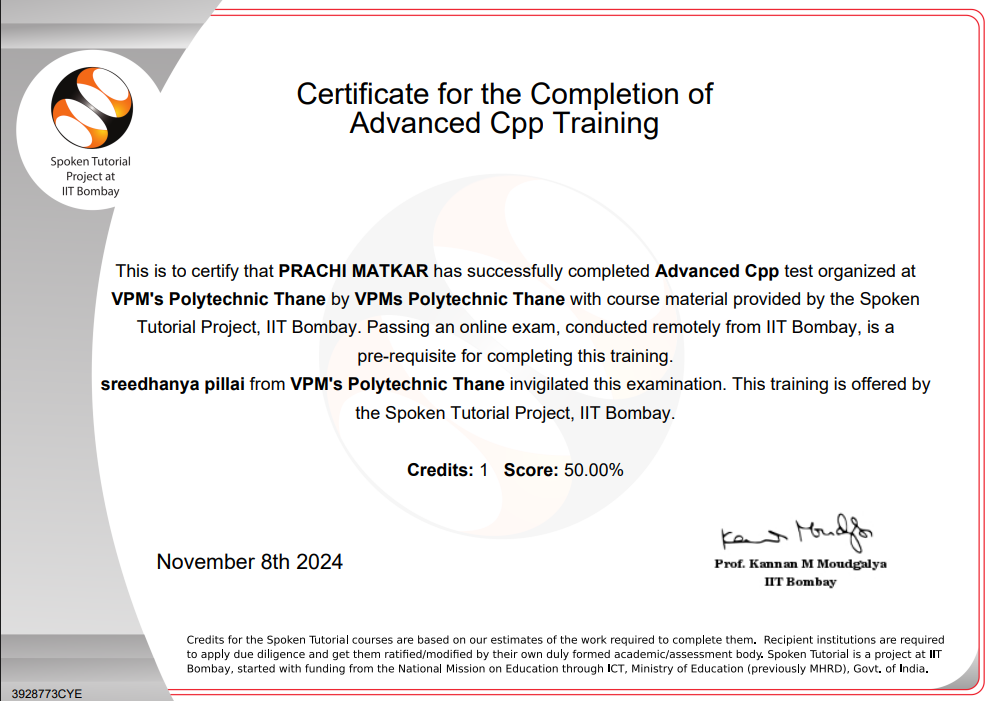 Spoken Tutorial
Project at
IIT Bombay
Certificate for the Completion of
Advanced Cpp Training
This is to certify that PRACHI MATKAR has successfully completed Advanced Cpp test organized at
VPM's Polytechnic Thane by VPMs Polytechnic Thane with course material provided by the Spoken
Tutorial Project, IIT Bombay. Passing an online exam, conducted remotely from IIT Bombay, is a
pre-requisite for completing this training.
sreedhanya pillai from VPM's Polytechnic Thane invigilated this examination. This training is offered by
the Spoken Tutorial Project, IIT Bombay.
Credits: 1 Score: 50.00%
November 8th 2024
Kannan Moudgalya
Prof. Kannan M Moudgalya
IIT Bombay
Credits for the Spoken Tutorial courses are based on our estimates of the work required to complete them. Recipient institutions are required
to apply due diligence and get them ratified/modified by their own duly formed academic/assessment body. Spoken Tutorial is a project at IIT
Bombay, started with funding from the National Mission on Education through ICT, Ministry of Education (previously MHRD), Govt. of India.
3928773CYE